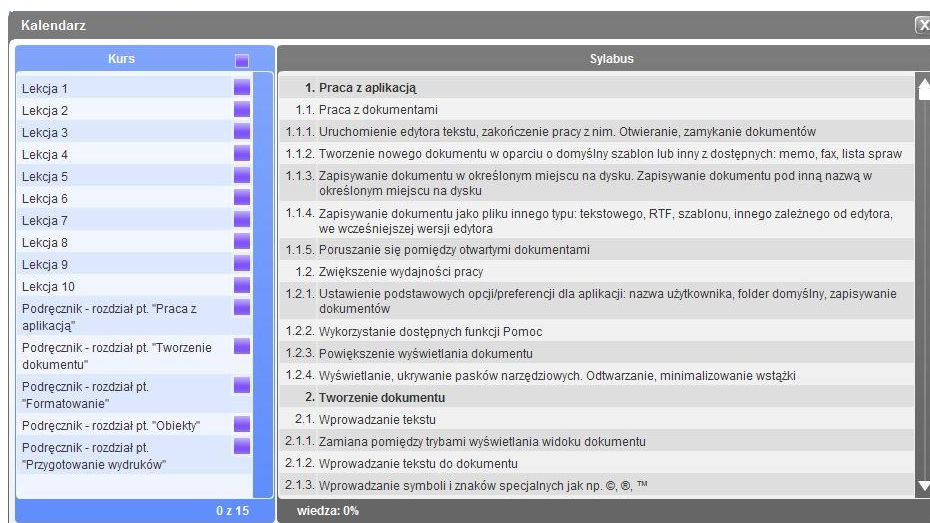 Kalendarz
X
Kurs
Lekcja 1
Lekcja 2
Lekcja 3
Lekcja 4
Lekcja 5
Lekcja 6
Lekcja 7
Lekcja 8
Lekcja 9
Lekcja 10
Podręcznik - rozdział pt. "Praca z
aplikacją"
Podręcznik - rozdział pt. "Tworzenie
dokumentu"
Podręcznik - rozdział pt.
"Formatowanie"
Podręcznik - rozdział pt. "Obiekty"
Podręcznik - rozdział pt.
"Przygotowanie wydruków"
0 z 15
Sylabus
1. Praca z aplikacją
1.1. Praca z dokumentami
1.1.1. Uruchomienie edytora tekstu, zakończenie pracy z nim. Otwieranie, zamykanie dokumentów
1.1.2. Tworzenie nowego dokumentu w oparciu o domyślny szablon lub inny z dostępnych: memo, fax, lista spraw
1.1.3. Zapisywanie dokumentu w określonym miejscu na dysku. Zapisywanie dokumentu pod inną nazwą w
określonym miejscu na dysku
1.1.4. Zapisywanie dokumentu jako pliku innego typu: tekstowego, RTF, szablonu, innego zależnego od edytora,
we wcześniejszej wersji edytora
1.1.5. Poruszanie się pomiędzy otwartymi dokumentami
1.2. Zwiększenie wydajności pracy
1.2.1. Ustawienie podstawowych opcji/preferencji dla aplikacji: nazwa użytkownika, folder domyślny, zapisywanie
dokumentów
1.2.2. Wykorzystanie dostępnych funkcji Pomoc
1.2.3. Powiększenie wyświetlania dokumentu
1.2.4. Wyświetlanie, ukrywanie pasków narzędziowych. Odtwarzanie, minimalizowanie wstążki
2. Tworzenie dokumentu
2.1. Wprowadzanie tekstu
2.1.1. Zamiana pomiędzy trybami wyświetlania widoku dokumentu
2.1.2. Wprowadzanie tekstu do dokumentu
2.1.3. Wprowadzanie symboli i znaków specjalnych jak np. ©, ®, ™
wiedza: 0%